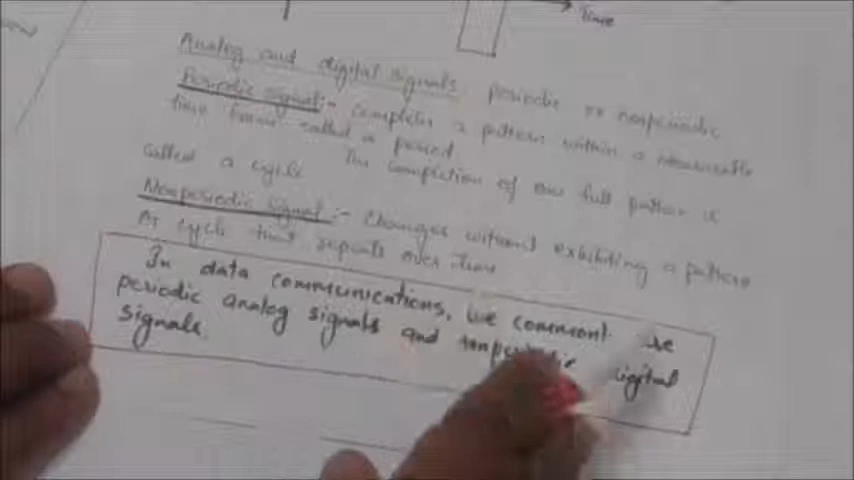 Time
Analog and digital signals periodic or nonperiodic
Periodic signal:- completes a pattern within a measurable
time frame called a period.
The completion of one full pattern is
called a cycle
Nonperiodic signal:- changes without exhibiting a pattern
or cycle that repeats over time
In data communications, we commonl use
periodic analog signals and nonperiodic digital
signals.